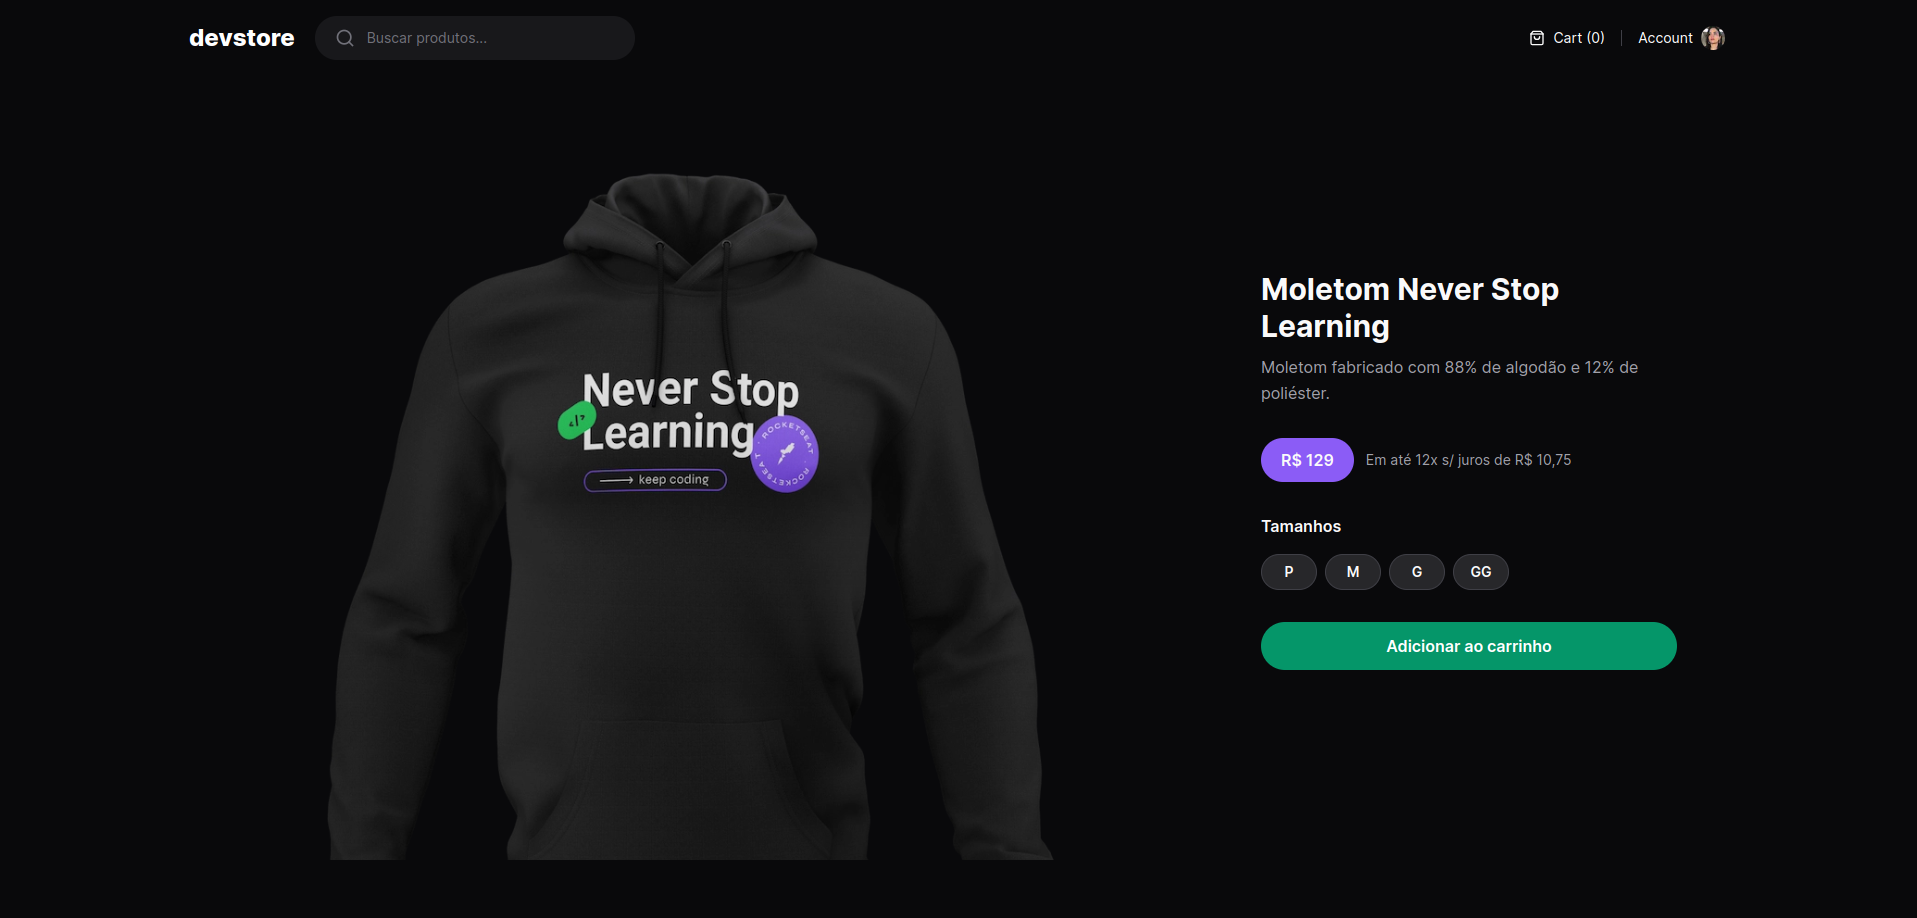 devstore
Buscar produtos...
Cart (0)
Account
Never Stop
</>
Learning
ROCKETSEAT · ROCKETSEAT ·
keep coding
Moletom Never Stop
Learning
Moletom fabricado com 88% de algodão e 12% de
poliéster.
R$ 129
Em até 12x s/ juros de R$ 10,75
Tamanhos
P
M
G
GG
Adicionar ao carrinho